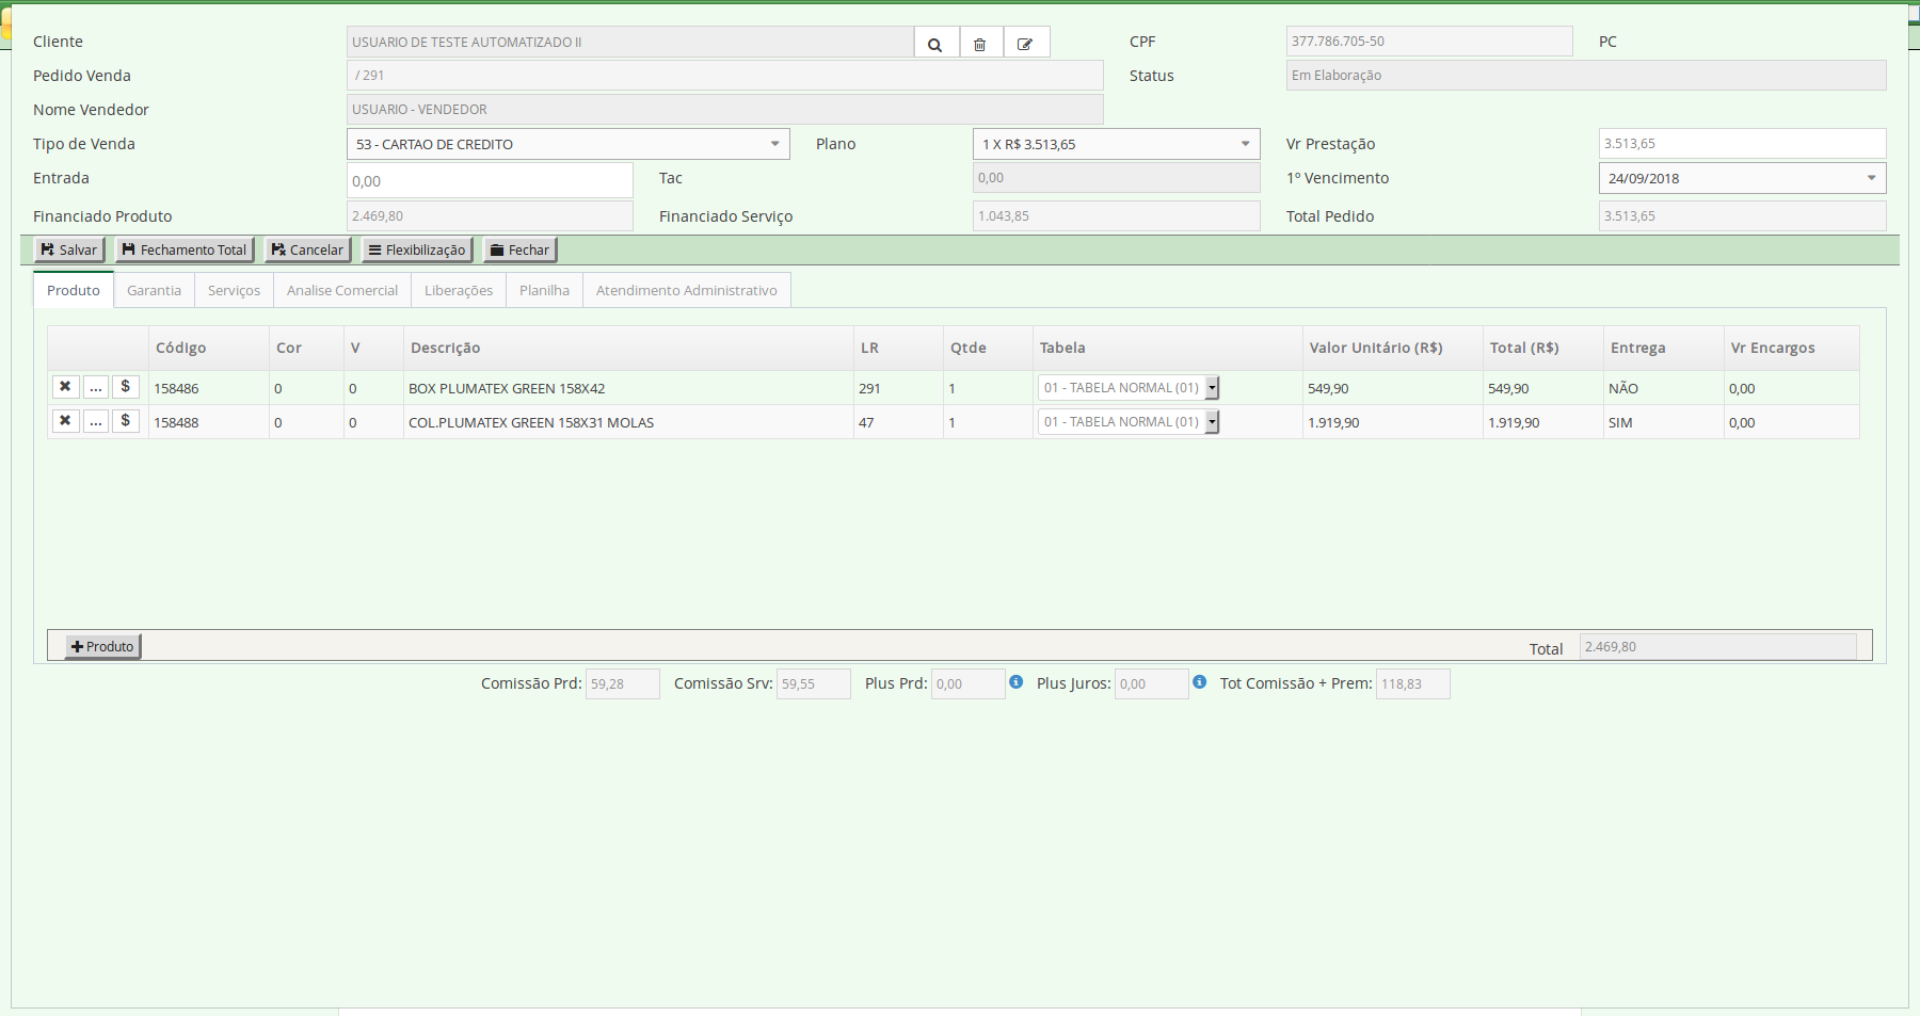 Cliente USUARIO DE TESTE AUTOMATIZADO II CPF 377.786.705-50 PC
Pedido Venda / 291 Status Em Elaboração
Nome Vendedor USUARIO - VENDEDOR
Tipo de Venda 53 - CARTAO DE CREDITO Plano 1 X R$ 3.513,65 Vr Prestação 3.513,65
Entrada 0,00 Tac 0,00 1º Vencimento 24/09/2018
Financiado Produto 2.469,80 Financiado Serviço 1.043,85 Total Pedido 3.513,65
Salvar Fechamento Total Cancelar Flexibilização Fechar
Produto Garantia Serviços Analise Comercial Liberações Planilha Atendimento Administrativo
Código Cor V Descrição LR Qtde Tabela Valor Unitário (R$) Total (R$) Entrega Vr Encargos
... $ 158486 0 0 BOX PLUMATEX GREEN 158X42 291 1 01 - TABELA NORMAL (01) 549,90 549,90 NÃO 0,00
... $ 158488 0 0 COL.PLUMATEX GREEN 158X31 MOLAS 47 1 01 - TABELA NORMAL (01) 1.919,90 1.919,90 SIM 0,00
Produto Total 2.469,80
Comissão Prd: 59,28 Comissão Srv: 59,55 Plus Prd: 0,00 Plus Juros: 0,00 Tot Comissão + Prem: 118,83